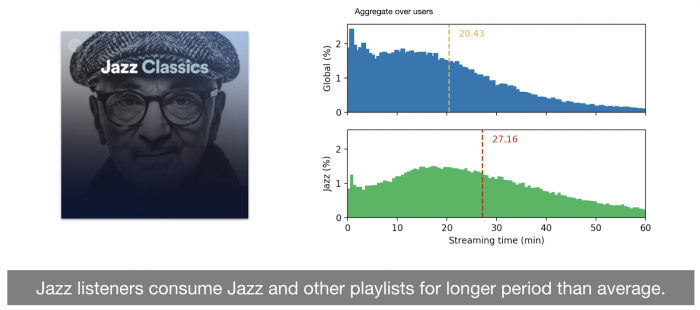 Aggregate over users
Jazz Classics
20.43
Global (%)
2
1
0
27.16
Jazz (%)
2
1
0
0 10 20 30 40 50 60
Streaming time (min)
Jazz listeners consume Jazz and other playlists for longer period than average.